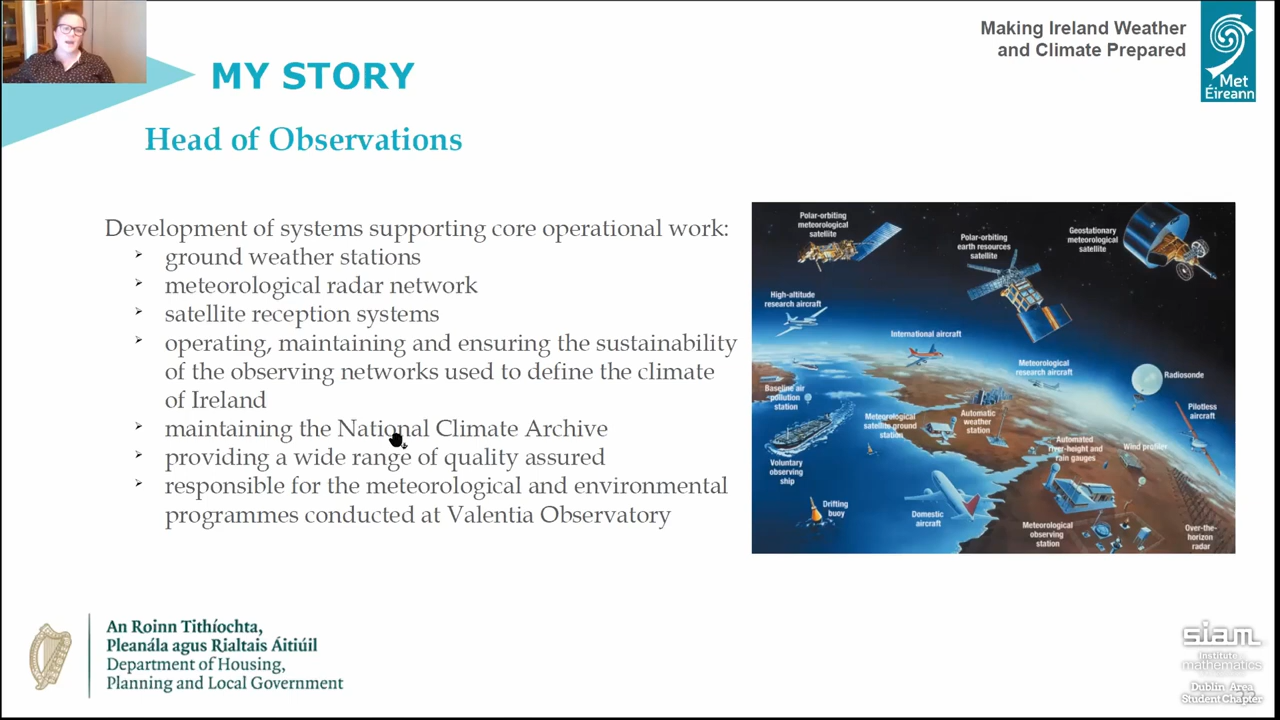 Making Ireland Weather
and Climate Prepared
Met
Éireann
MY STORY
Head of Observations
Development of systems supporting core operational work:
ground weather stations
meteorological radar network
satellite reception systems
operating, maintaining and ensuring the sustainability
of the observing networks used to define the climate
of Ireland
maintaining the National Climate Archive
providing a wide range of quality assured
responsible for the meteorological and environmental
programmes conducted at Valentia Observatory
Polar-orbiting
meteorological
satellite
Polar-orbiting
earth resources
satellite
Geostationary
meteorological
satellite
High-altitude
research aircraft
International aircraft
Meteorological
research aircraft
Radiosonde
Baseline air
pollution
station
Meteorological
satellite ground
station
Automatic
weather
station
Pilotless
aircraft
Automated
river-height and
rain gauges
Wind profiler
Voluntary
observing
ship
Drifting
buoy
Domestic
aircraft
Meteorological
observing
station
Over-the-
horizon
radar
An Roinn Tithíochta,
Pleanála agus Rialtais Áitiúil
Department of Housing,
Planning and Local Government
siam
Institute
mathematics
Dublin Area
Student Chapter